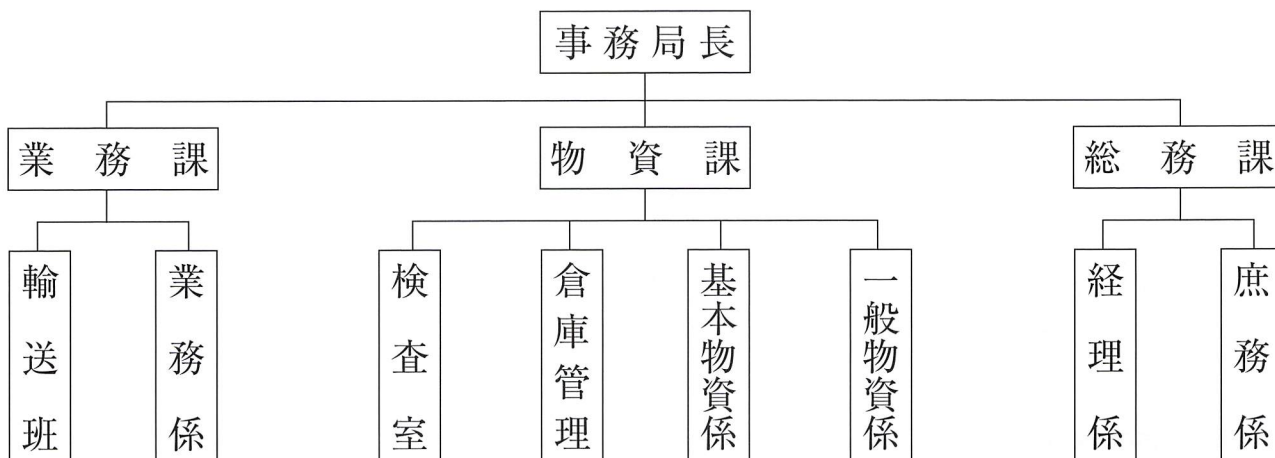 事務局長
業務課
物資課
総務課
輸送班
業務係
検査室
倉庫管理
基本物資係
一般物資係
経理係
庶務係